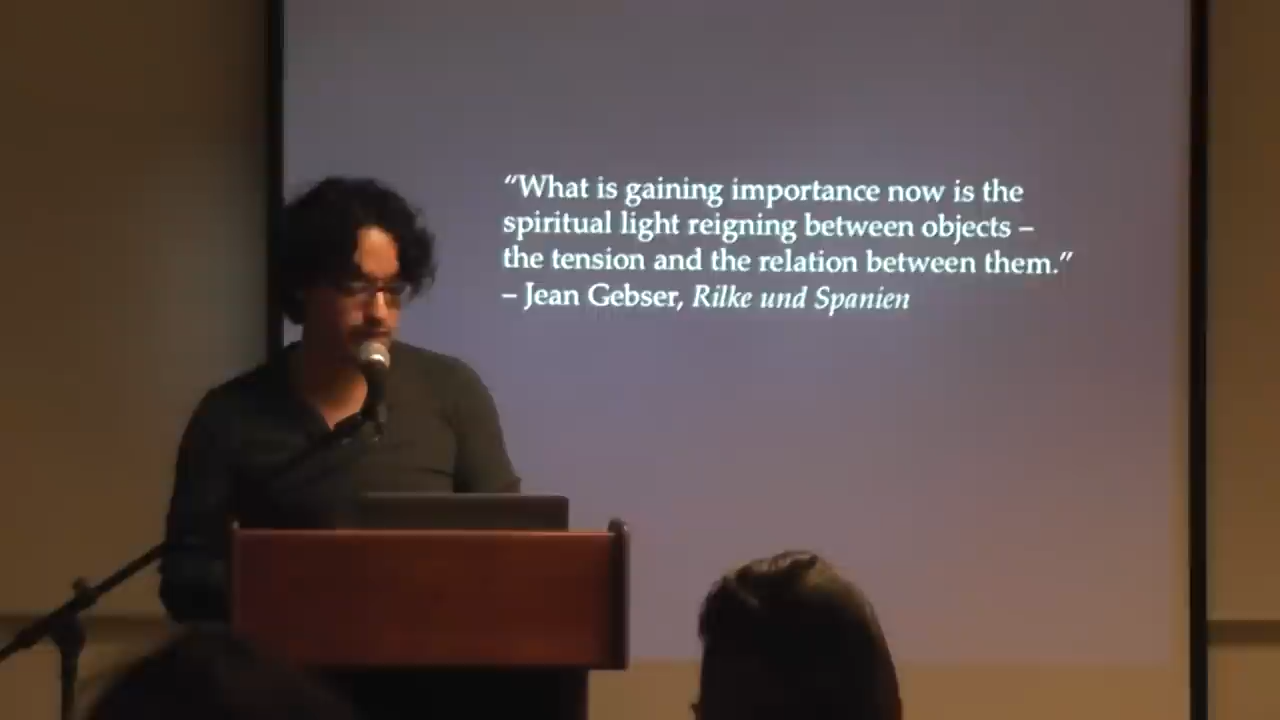 “What is gaining importance now is the
spiritual light reigning between objects –
the tension and the relation between them.”
– Jean Gebser, Rilke und Spanien